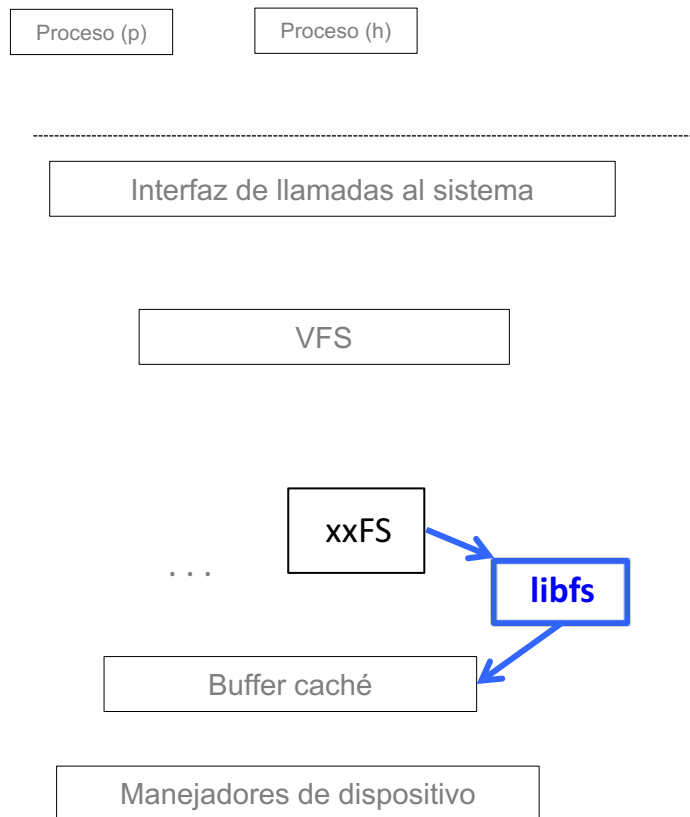 Proceso (p)
Proceso (h)
Interfaz de llamadas al sistema
VFS
xxFS
. . .
libfs
Buffer caché
Manejadores de dispositivo